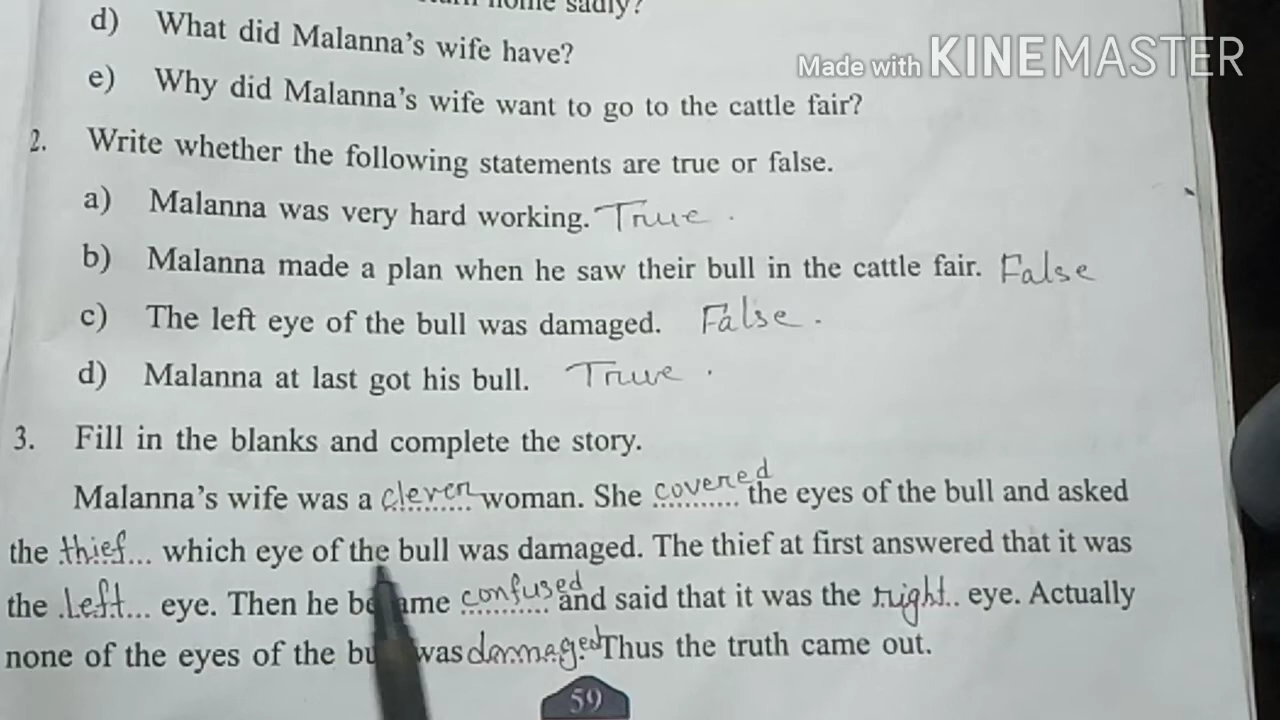 home sadly?
d) What did Malanna's wife have?
Made with KINEMASTER
e) Why did Malanna's wife want to go to the cattle fair?
2. Write whether the following statements are true or false.
a) Malanna was very hard working. True.
b) Malanna made a plan when he saw their bull in the cattle fair. False
c) The left eye of the bull was damaged. False.
d) Malanna at last got his bull. True.
3. Fill in the blanks and complete the story.
Malanna's wife was a clever woman. She covered the eyes of the bull and asked
the thief... which eye of the bull was damaged. The thief at first answered that it was
the left... eye. Then he became confused and said that it was the right.. eye. Actually
none of the eyes of the was damaged. Thus the truth came out.
59